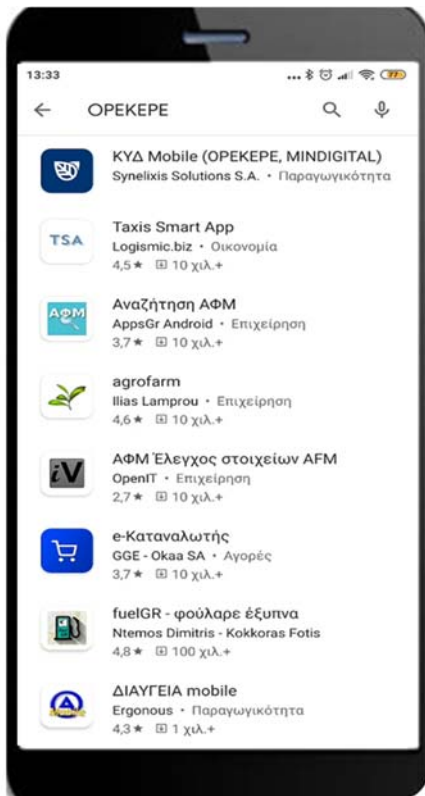 13:33
77
OPEKEPE
ΚΥΔ Mobile (OPEKEPE, MINDIGITAL)
Synelixis Solutions S.A. • Παραγωγικότητα
TSA
Taxis Smart App
Logismic.biz • Οικονομία
4,5★ 10 χιλ.+
ΑΦΜ
Αναζήτηση ΑΦΜ
AppsGr Android • Επιχείρηση
3,7★ 10 χιλ.+
agrofarm
Ilias Lamprou • Επιχείρηση
4,6★ 10 χιλ.+
iV
ΑΦΜ Έλεγχος στοιχείων AFM
OpenIT • Επιχείρηση
2,7★ 10 χιλ.+
e-Καταναλωτής
GGE - Okaa SA • Αγορές
3,7★ 10 χιλ.+
fuelGR - φούλαρε έξυπνα
Ntemos Dimitris - Kokkoras Fotis
4,8★ 100 χιλ.+
ΔΙΑΥΓΕΙΑ mobile
Ergonous • Παραγωγικότητα
4,3★ 1 χιλ.+